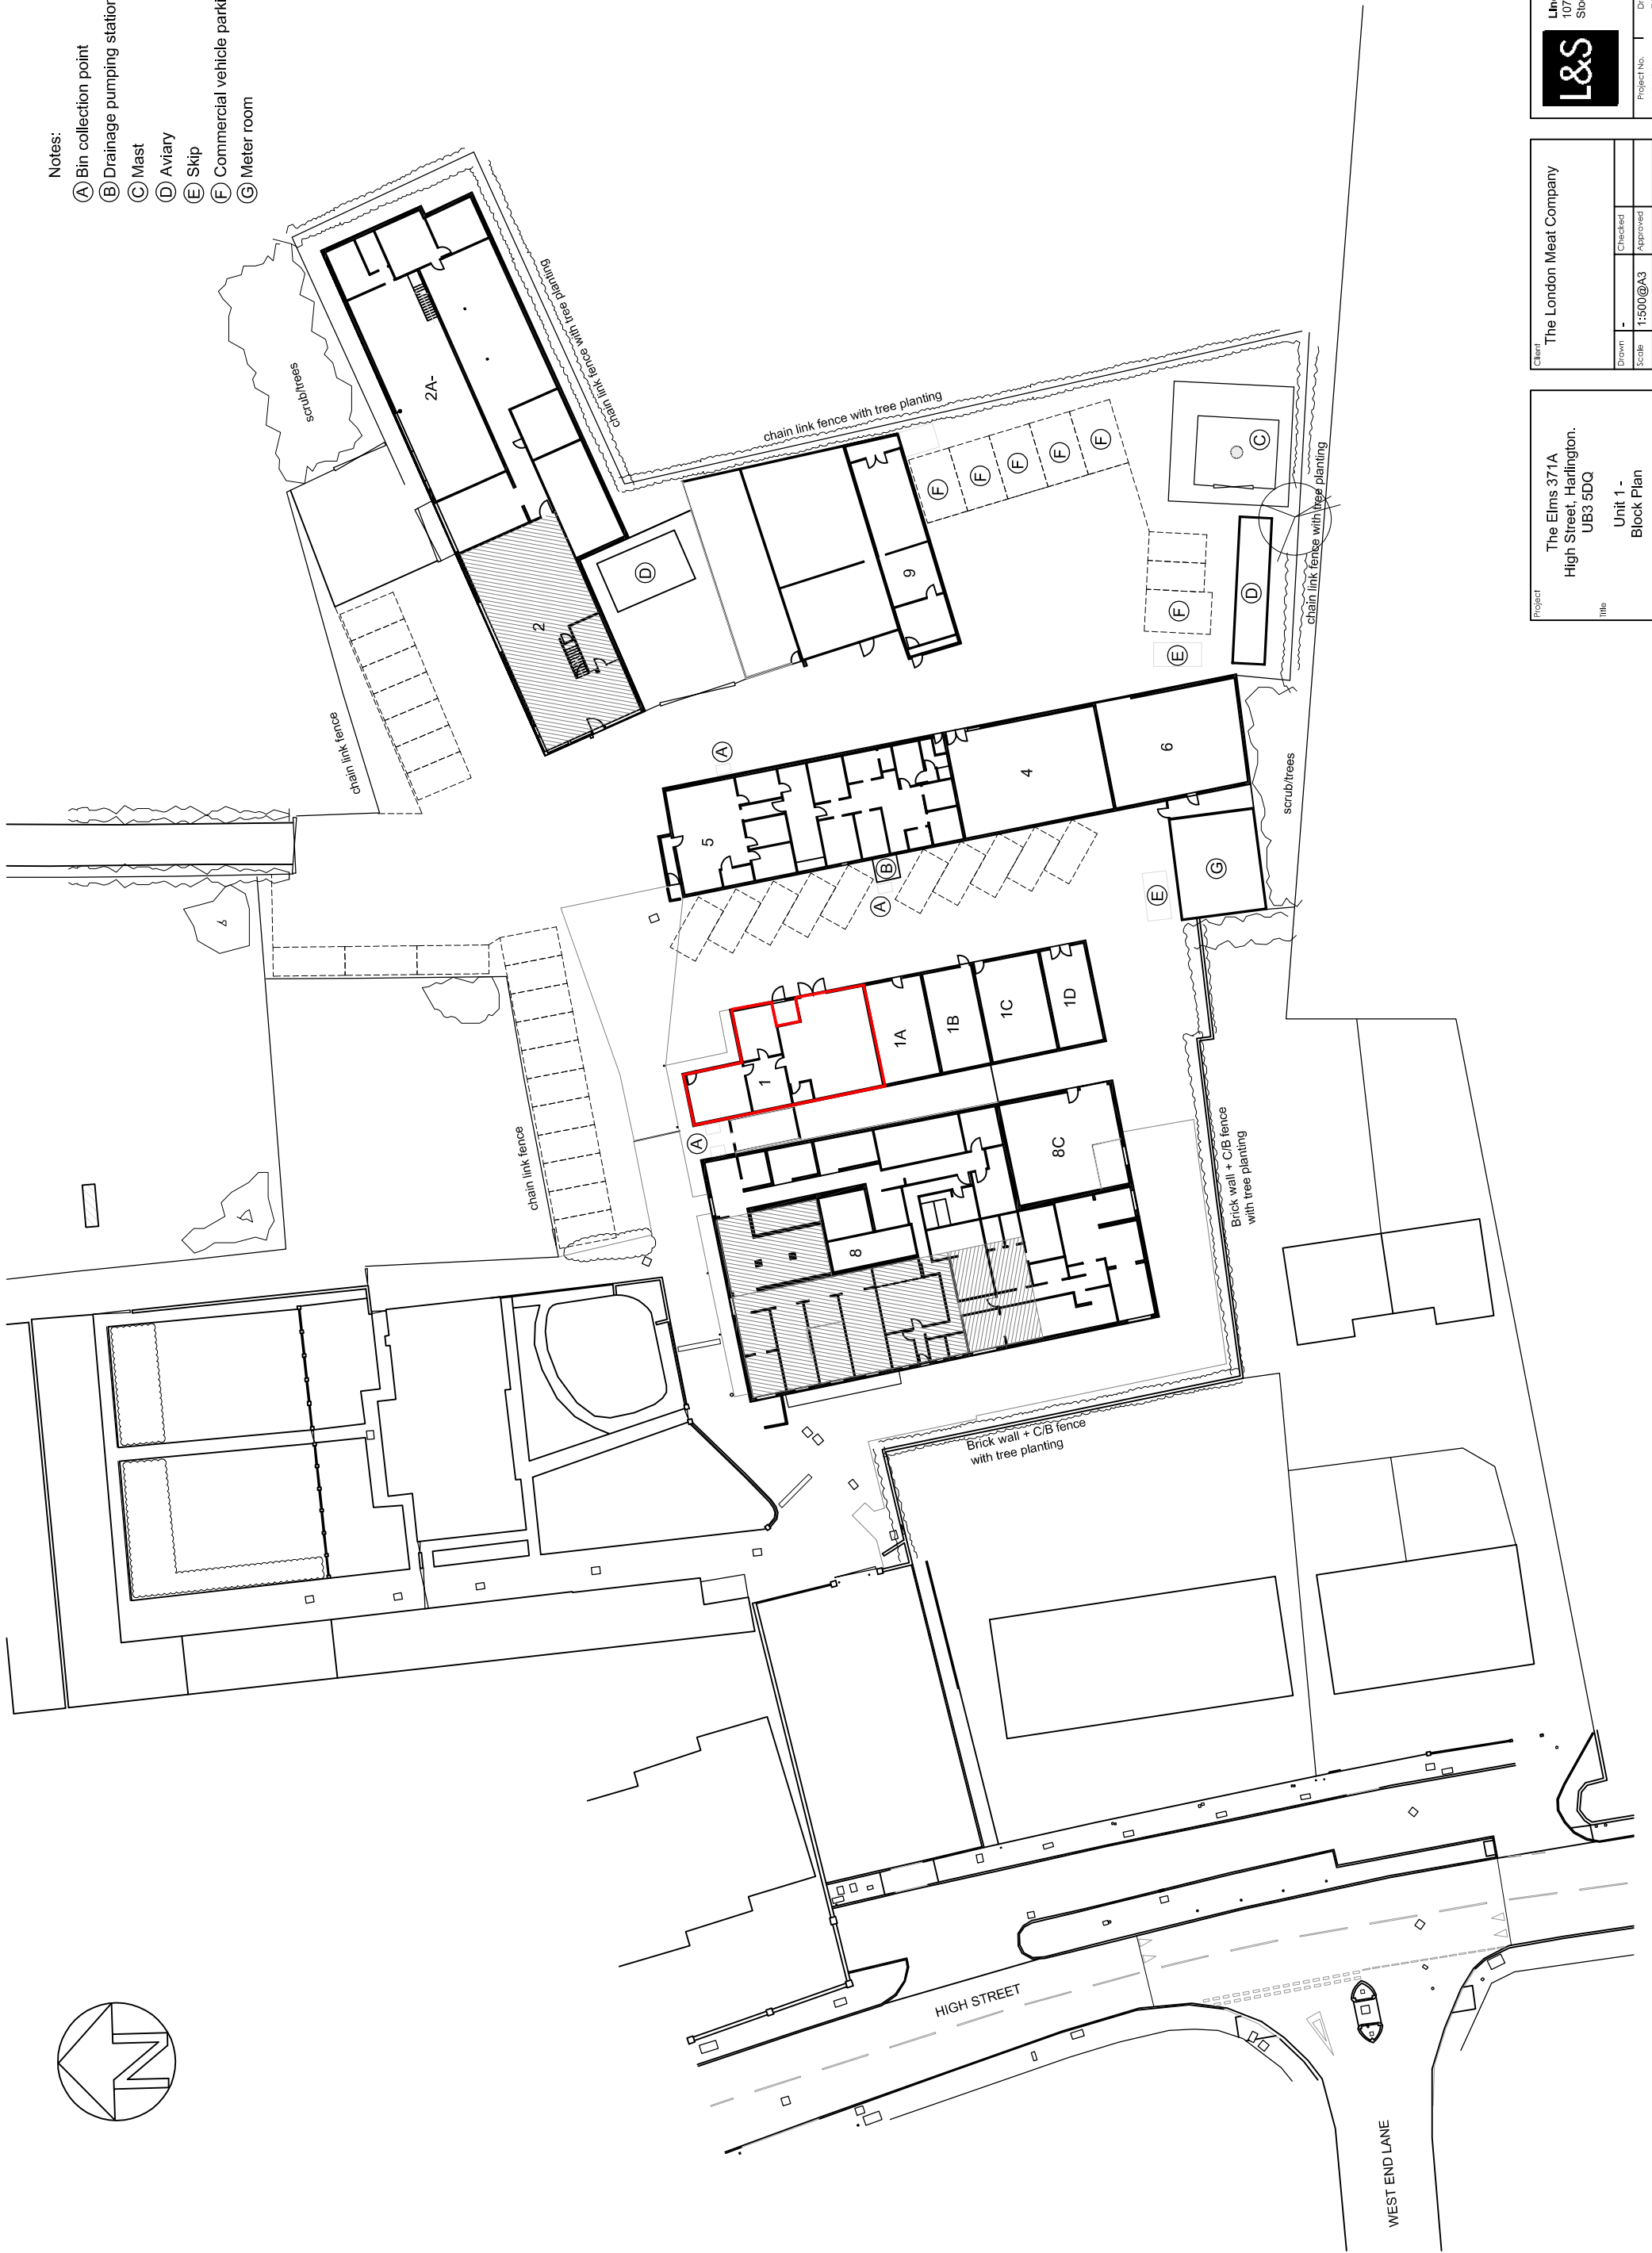 Notes:
A Bin collection point
B Drainage pumping station
C Mast
D Aviary
E Skip
F Commercial vehicle parki
G Meter room
scrub/trees
2A-
chain link fence with tree planting
chain link fence
2
D
chain link fence with tree planting
9
F
F
F
F
F
C
F
D
E
chain link fence with tree planting
A
5
4
6
scrub/trees
B
A
E
G
chain link fence
1
1A
1B
1C
1D
A
8
8C
Brick wall + C/B fence
with tree planting
Brick wall + C/B fence
with tree planting
HIGH STREET
WEST END LANE
N
Project
The Elms 371A
High Street, Harlington.
UB3 5DQ
Title
Unit 1 -
Block Plan
Client
The London Meat Company
Drawn
-
Checked
Scale
1:500@A3
Approved
L&S
Lin
107
Sto
Project No.
Dr